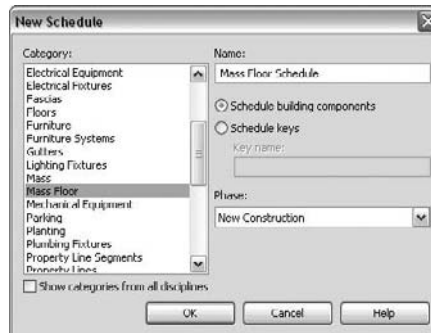 New Schedule
Category:
Electrical Equipment
Electrical Fixtures
Fascias
Floors
Furniture
Furniture Systems
Gutters
Lighting Fixtures
Mass
Mass Floor
Mechanical Equipment
Parking
Planting
Plumbing Fixtures
Property Line Segments
Property Lines
Show categories from all disciplines
Name:
Mass Floor Schedule
Schedule building components
Schedule keys
Key name:
Phase:
New Construction
OK
Cancel
Help